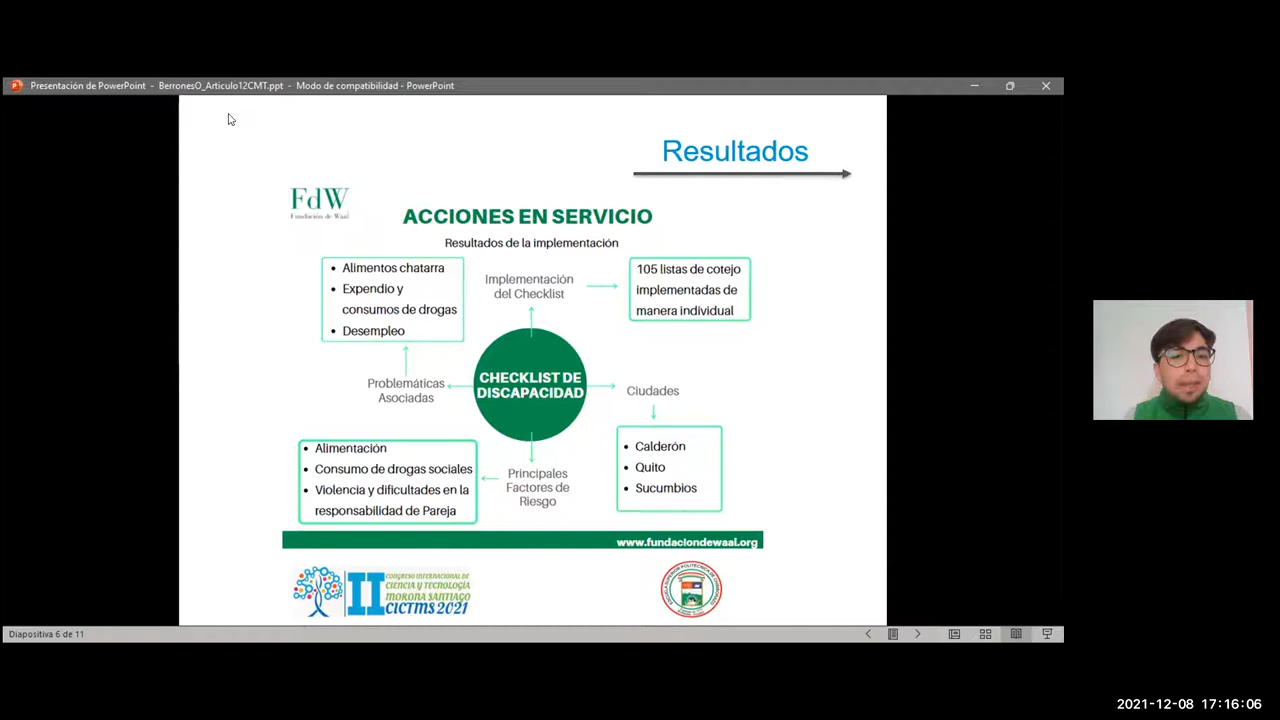 Presentación de PowerPoint - BerronesO_Articulo12CMT.ppt - Modo de compatibilidad - PowerPoint
Resultados
FdW
Fundación de Waal
ACCIONES EN SERVICIO
Resultados de la implementación
• Alimentos chatarra
• Expendio y
consumos de drogas
• Desempleo
Implementación
del Checklist
105 listas de cotejo
implementadas de
manera individual
Problemáticas
Asociadas
CHECKLIST DE
DISCAPACIDAD
Ciudades
• Alimentación
• Consumo de drogas sociales
• Violencia y dificultades en la
responsabilidad de Pareja
Principales
Factores de
Riesgo
• Calderón
• Quito
• Sucumbios
www.fundaciondewaal.org
II
CONGRESO INTERNACIONAL DE
CIENCIA Y TECNOLOGÍA
MORONA SANTIAGO
CICTMS 2021
Diapositiva 6 de 11
2021-12-08 17:16:06